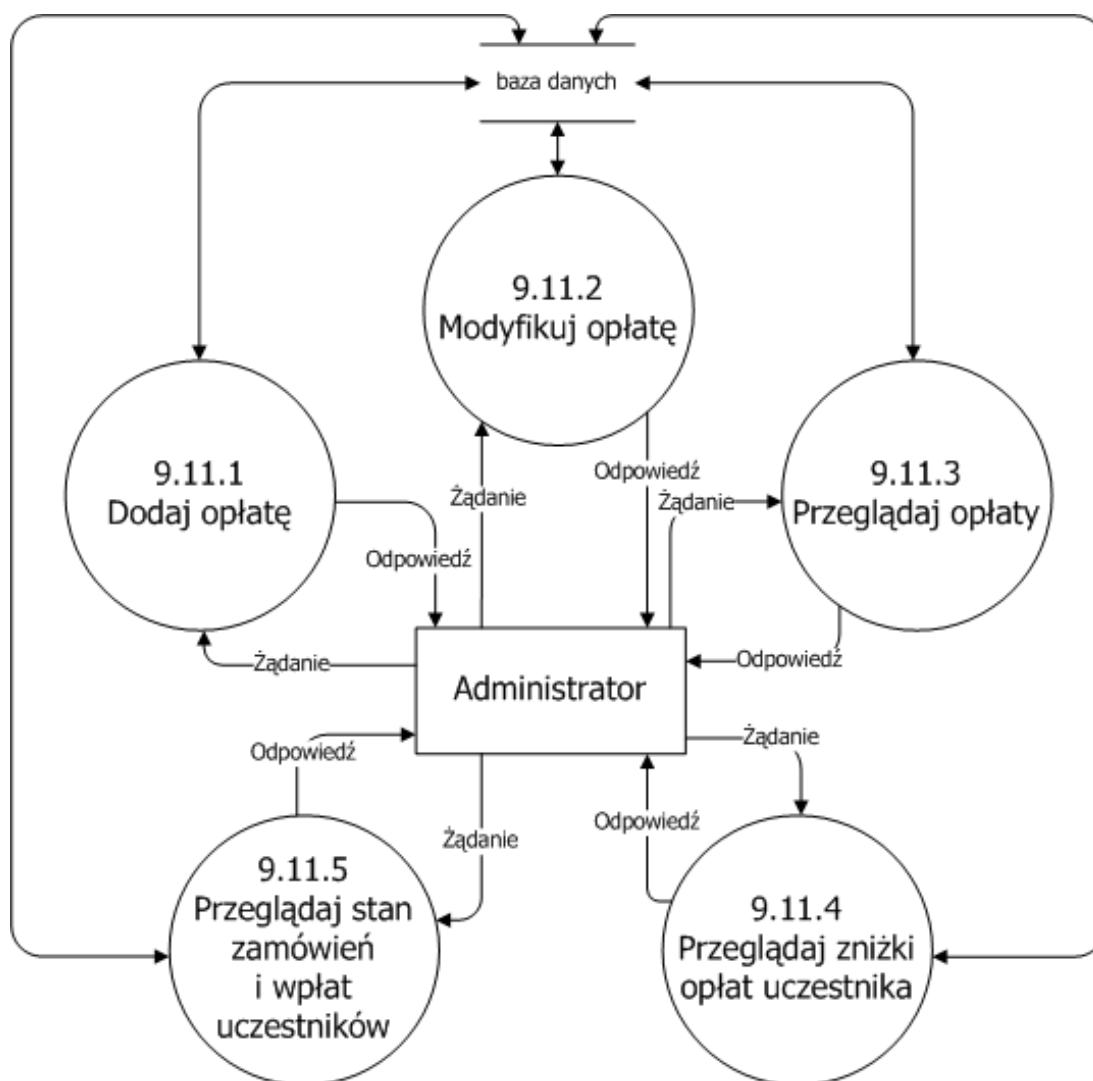 baza danych
9.11.2
Modyfikuj opłatę
9.11.1
Dodaj opłatę
9.11.3
Przeglądaj opłaty
Odpowiedź
Żądanie
Żądanie
Odpowiedź
Żądanie
Odpowiedź
Administrator
Żądanie
Odpowiedź
Żądanie
Odpowiedź
9.11.5
Przeglądaj stan
zamówień
i wpłat
uczestników
9.11.4
Przeglądaj zniżki
opłat uczestnika